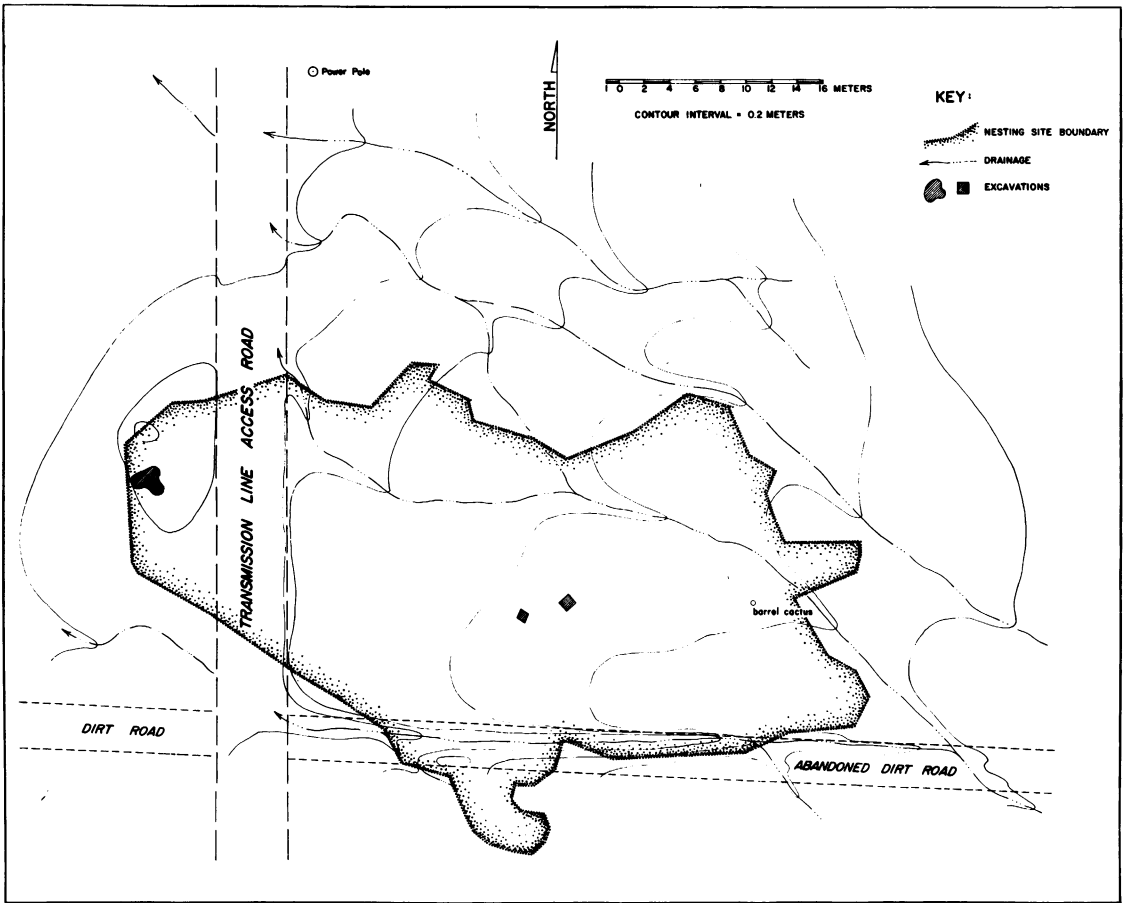 Power Pole
NORTH
1 0 2 4 6 8 10 12 14 16 METERS
CONTOUR INTERVAL = 0.2 METERS
KEY:
NESTING SITE BOUNDARY
DRAINAGE
EXCAVATIONS
TRANSMISSION LINE ACCESS ROAD
barrel cactus
DIRT ROAD
ABANDONED DIRT ROAD